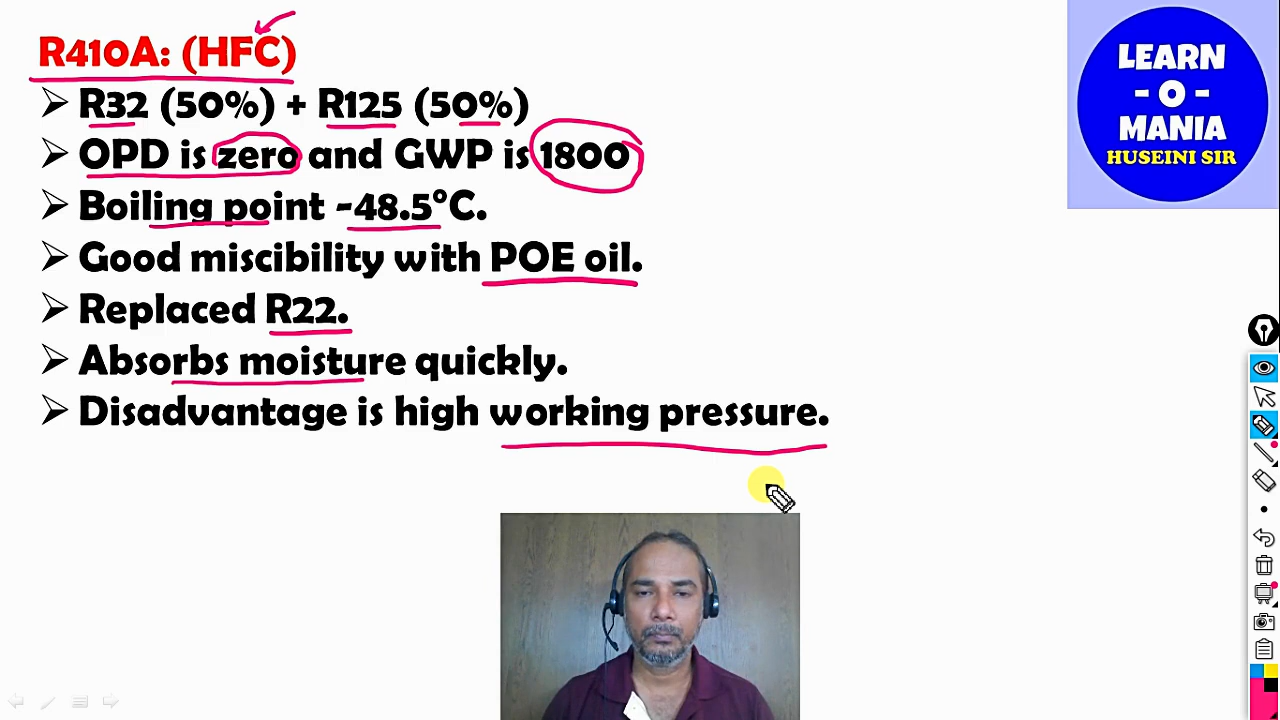 R410A: (HFC)
R32 (50%) + R125 (50%)
OPD is zero and GWP is 1800
Boiling point -48.5°C.
Good miscibility with POE oil.
Replaced R22.
Absorbs moisture quickly.
Disadvantage is high working pressure.
LEARN
- O -
MANIA
HUSEINI SIR